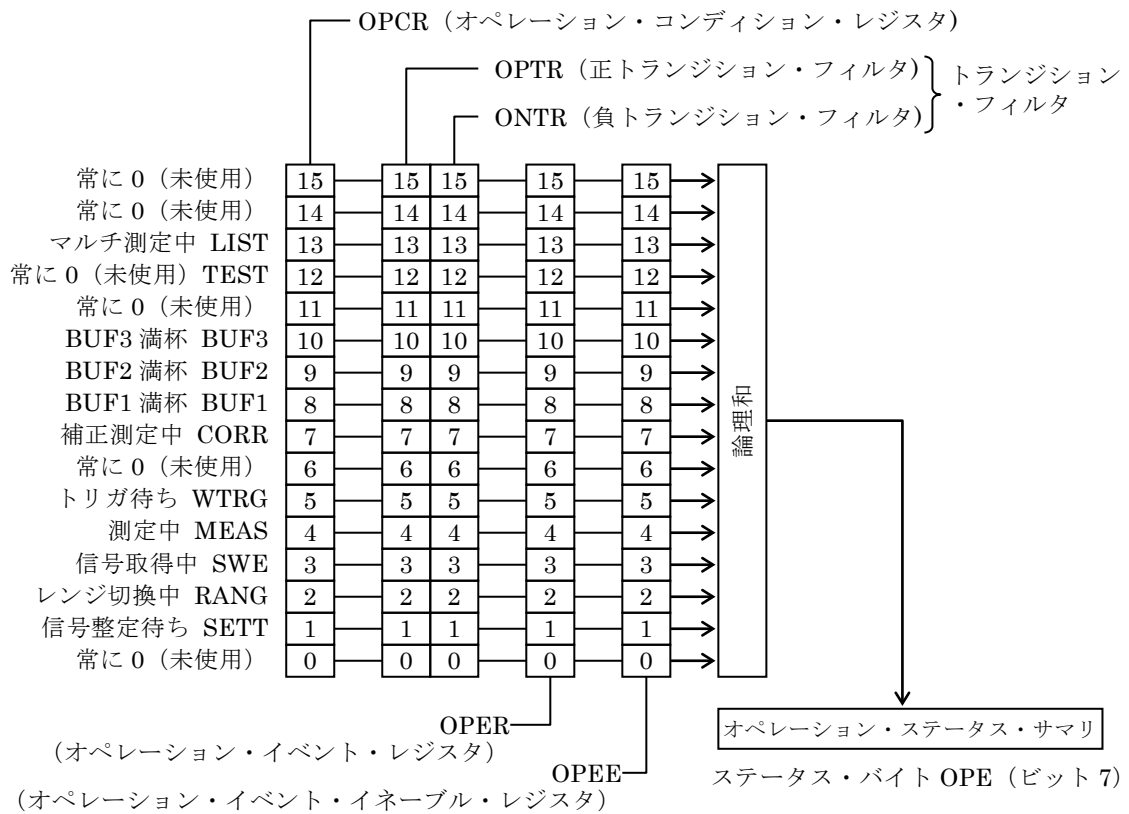 OPCR（オペレーション・コンディション・レジスタ）
OPTR（正トランジション・フィルタ）
トランジション
・フィルタ
ONTR（負トランジション・フィルタ）
常に 0（未使用） 15 15 15 15 15
常に 0（未使用） 14 14 14 14 14
マルチ測定中 LIST 13 13 13 13 13
常に 0（未使用）TEST 12 12 12 12 12
常に 0（未使用） 11 11 11 11 11
BUF3 満杯 BUF3 10 10 10 10 10
BUF2 満杯 BUF2 9 9 9 9 9
BUF1 満杯 BUF1 8 8 8 8 8
補正測定中 CORR 7 7 7 7 7
常に 0（未使用） 6 6 6 6 6
トリガ待ち WTRG 5 5 5 5 5
測定中 MEAS 4 4 4 4 4
信号取得中 SWE 3 3 3 3 3
レンジ切換中 RANG 2 2 2 2 2
信号整定待ち SETT 1 1 1 1 1
常に 0（未使用） 0 0 0 0 0
論理和
OPER
（オペレーション・イベント・レジスタ）
OPEE
（オペレーション・イベント・イネーブル・レジスタ）
オペレーション・ステータス・サマリ
ステータス・バイト OPE（ビット 7）